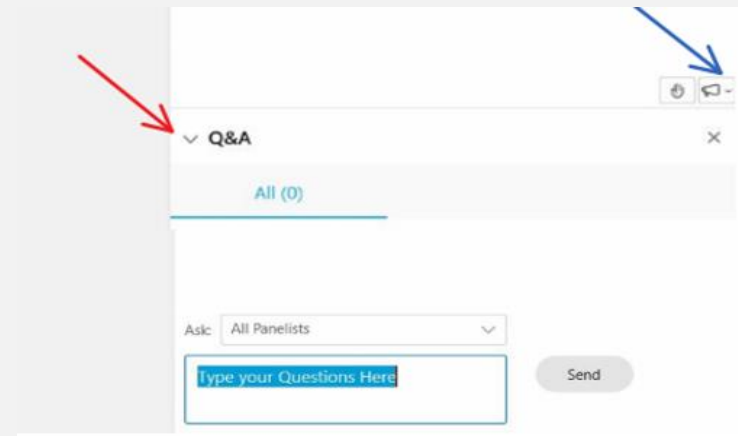 Q&A
All (0)
Ask: All Panelists
Type your Questions Here
Send